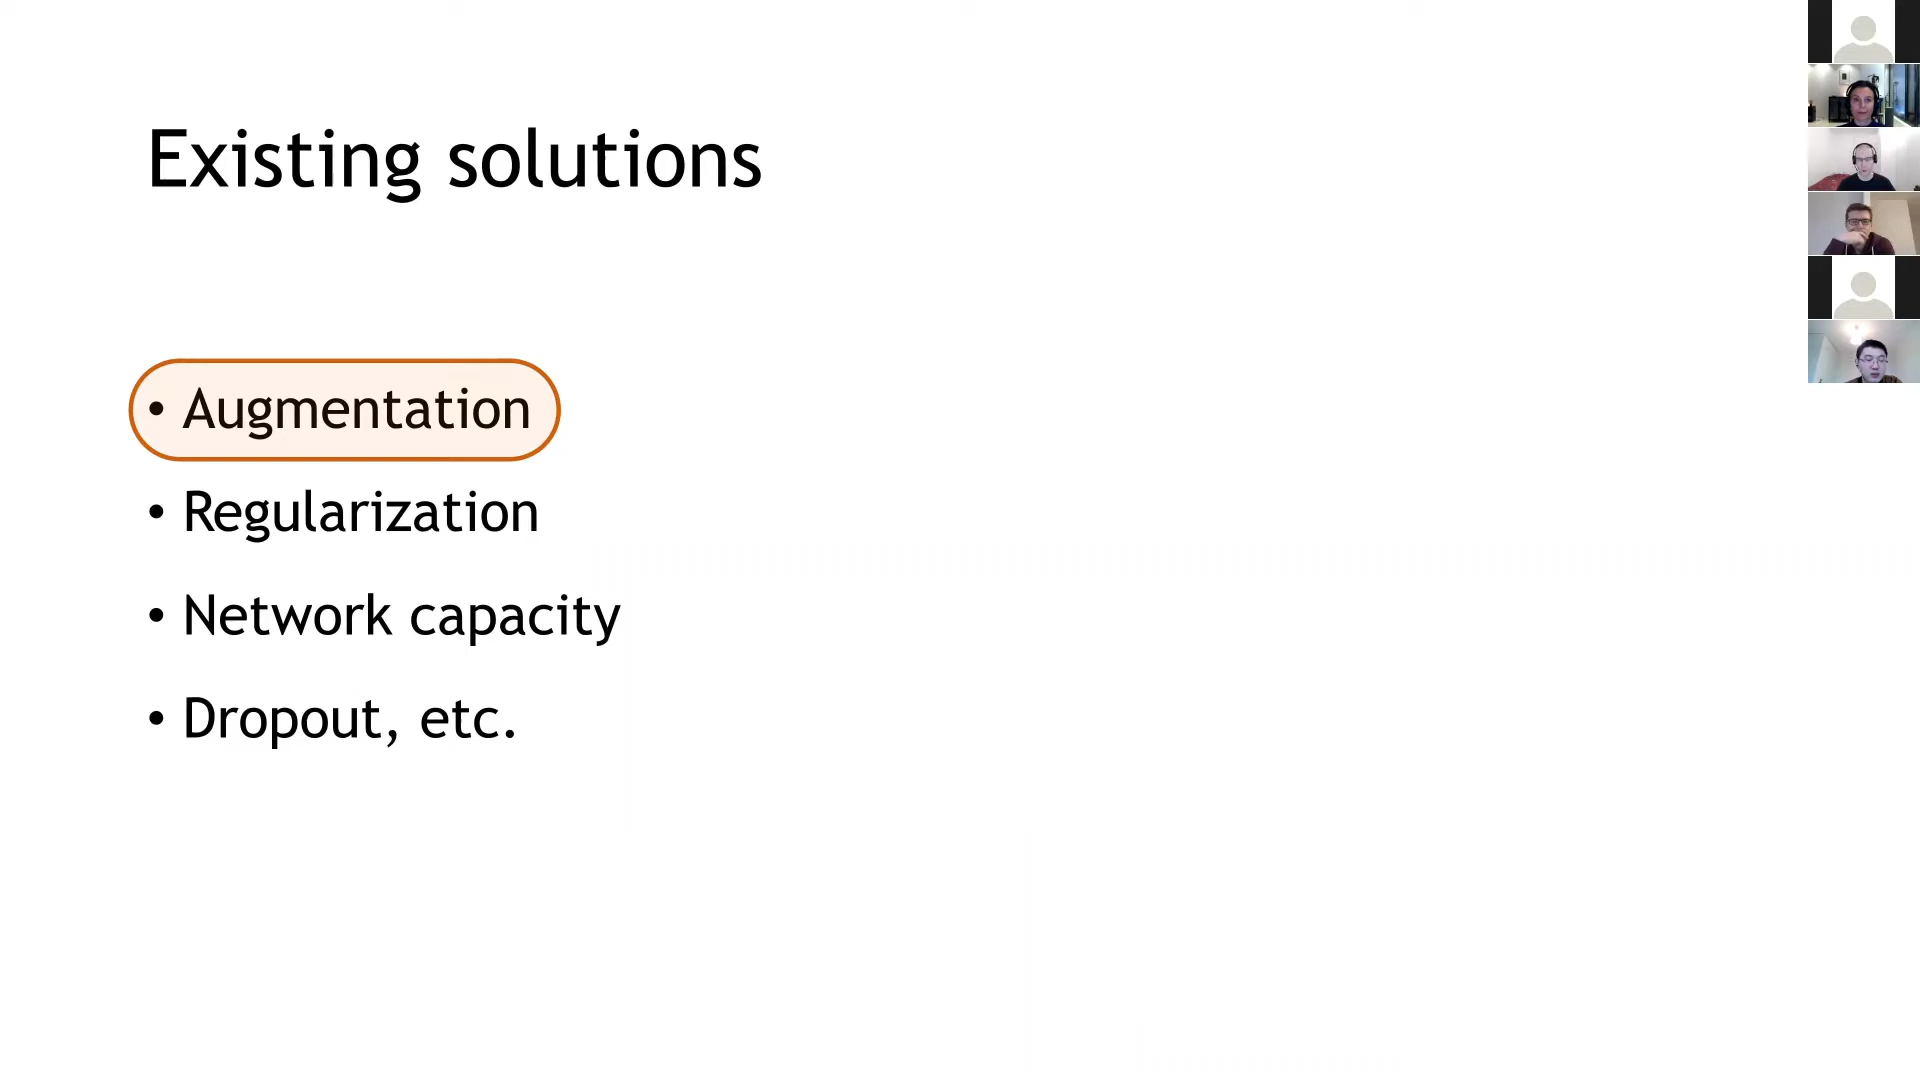 Existing solutions
• Augmentation
• Regularization
• Network capacity
• Dropout, etc.